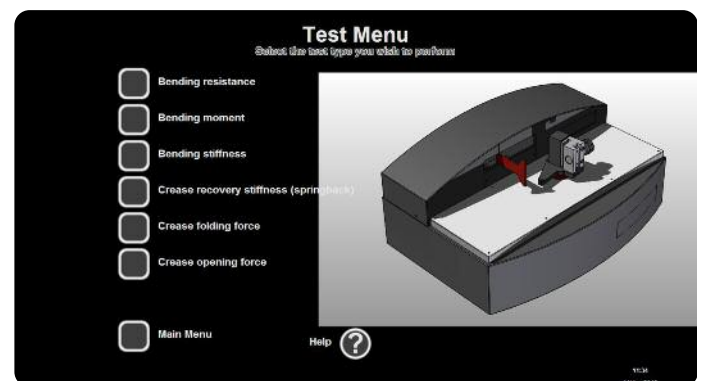 Test Menu
Select the test type you wish to perform
Bending resistance
Bending moment
Bending stiffness
Crease recovery stiffness (springback)
Crease folding force
Crease opening force
Main Menu
Help ?